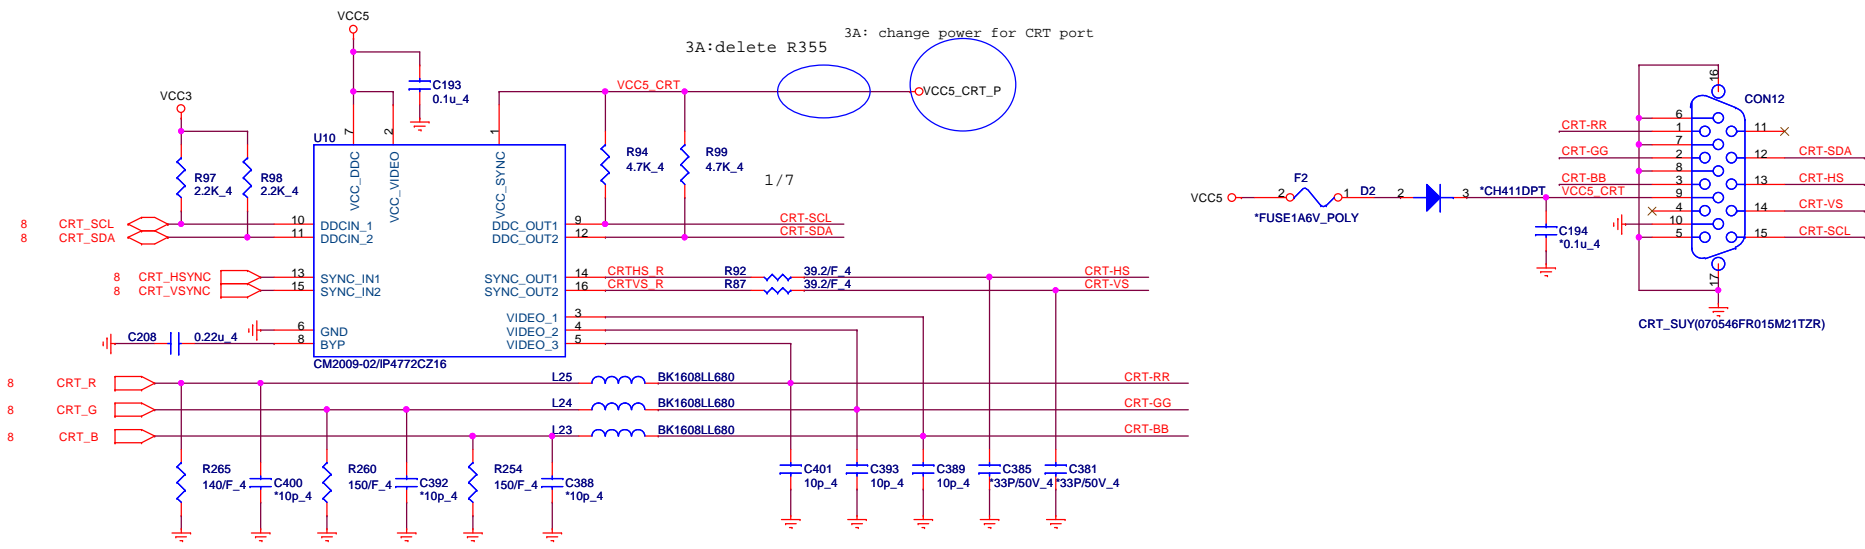 VCC5
3A:delete R355
3A: change power for CRT port
VCC3
C193
0.1u_4
VCC5_CRT
VCC5_CRT_P
U10
7
2
1
VCC_DDC
VCC_VIDEO
VCC_SYNC
R97
2.2K_4
R98
2.2K_4
R94
4.7K_4
R99
4.7K_4
1/7
8 CRT_SCL 10 DDCIN_1 DDC_OUT1 9 CRT-SCL
8 CRT_SDA 11 DDCIN_2 DDC_OUT2 12 CRT-SDA
8 CRT_HSYNC 13 SYNC_IN1 SYNC_OUT1 14 CRTHS_R R92 39.2/F_4 CRT-HS
8 CRT_VSYNC 15 SYNC_IN2 SYNC_OUT2 16 CRTVS_R R87 39.2/F_4 CRT-VS
VIDEO_1 3
6 GND VIDEO_2 4
C208 0.22u_4 8 BYP VIDEO_3 5
CM2009-02/IP4772CZ16
8 CRT_R L25 BK1608LL680 CRT-RR
8 CRT_G L24 BK1608LL680 CRT-GG
8 CRT_B L23 BK1608LL680 CRT-BB
R265
140/F_4
C400
*10p_4
R260
150/F_4
C392
*10p_4
R254
150/F_4
C388
*10p_4
C401
10p_4
C393
10p_4
C389
10p_4
C385
*33P/50V_4
C381
*33P/50V_4
VCC5
2
F2
1
*FUSE1A6V_POLY
D2
2
3
*CH411DPT
VCC5_CRT
C194
*0.1u_4
16
CON12
6
CRT-RR 1 11
7
CRT-GG 2 12 CRT-SDA
8
CRT-BB 3 13 CRT-HS
9
4 14 CRT-VS
10
5 15 CRT-SCL
17
CRT_SUY(070546FR015M21TZR)